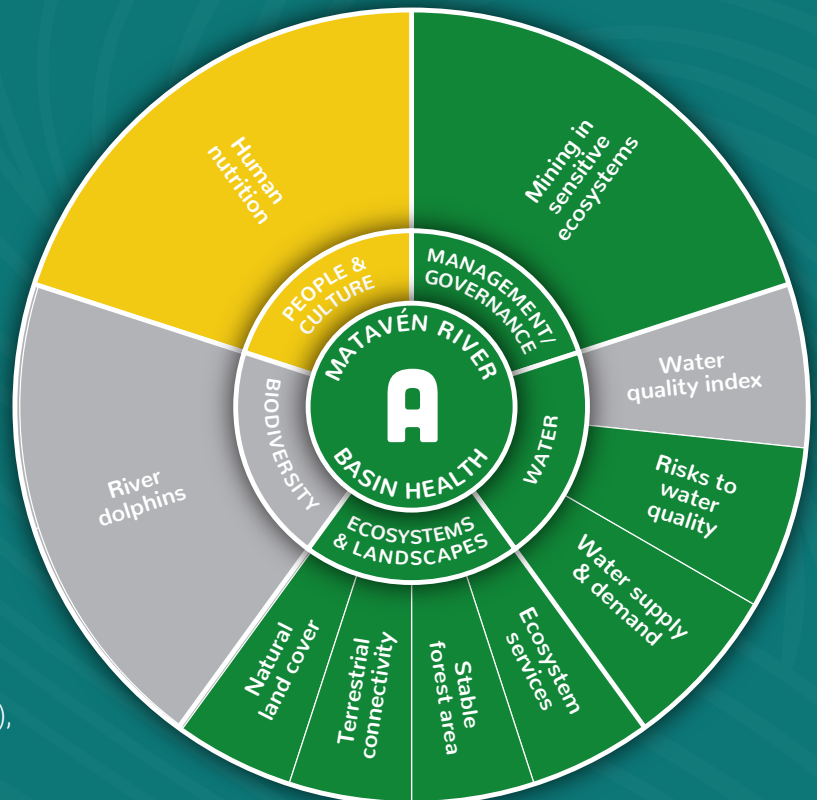 Human
nutrition
Mining in
sensitive
ecosystems
PEOPLE &
CULTURE
MANAGEMENT/
GOVERNANCE
MATAVÉN RIVER
A
BASIN HEALTH
BIODIVERSITY
WATER
ECOSYSTEMS
& LANDSCAPES
River
dolphins
Water
quality index
Risks to
water
quality
Water supply
& demand
Ecosystem
services
Stable
forest area
Terrestrial
connectivity
Natural
land cover
),